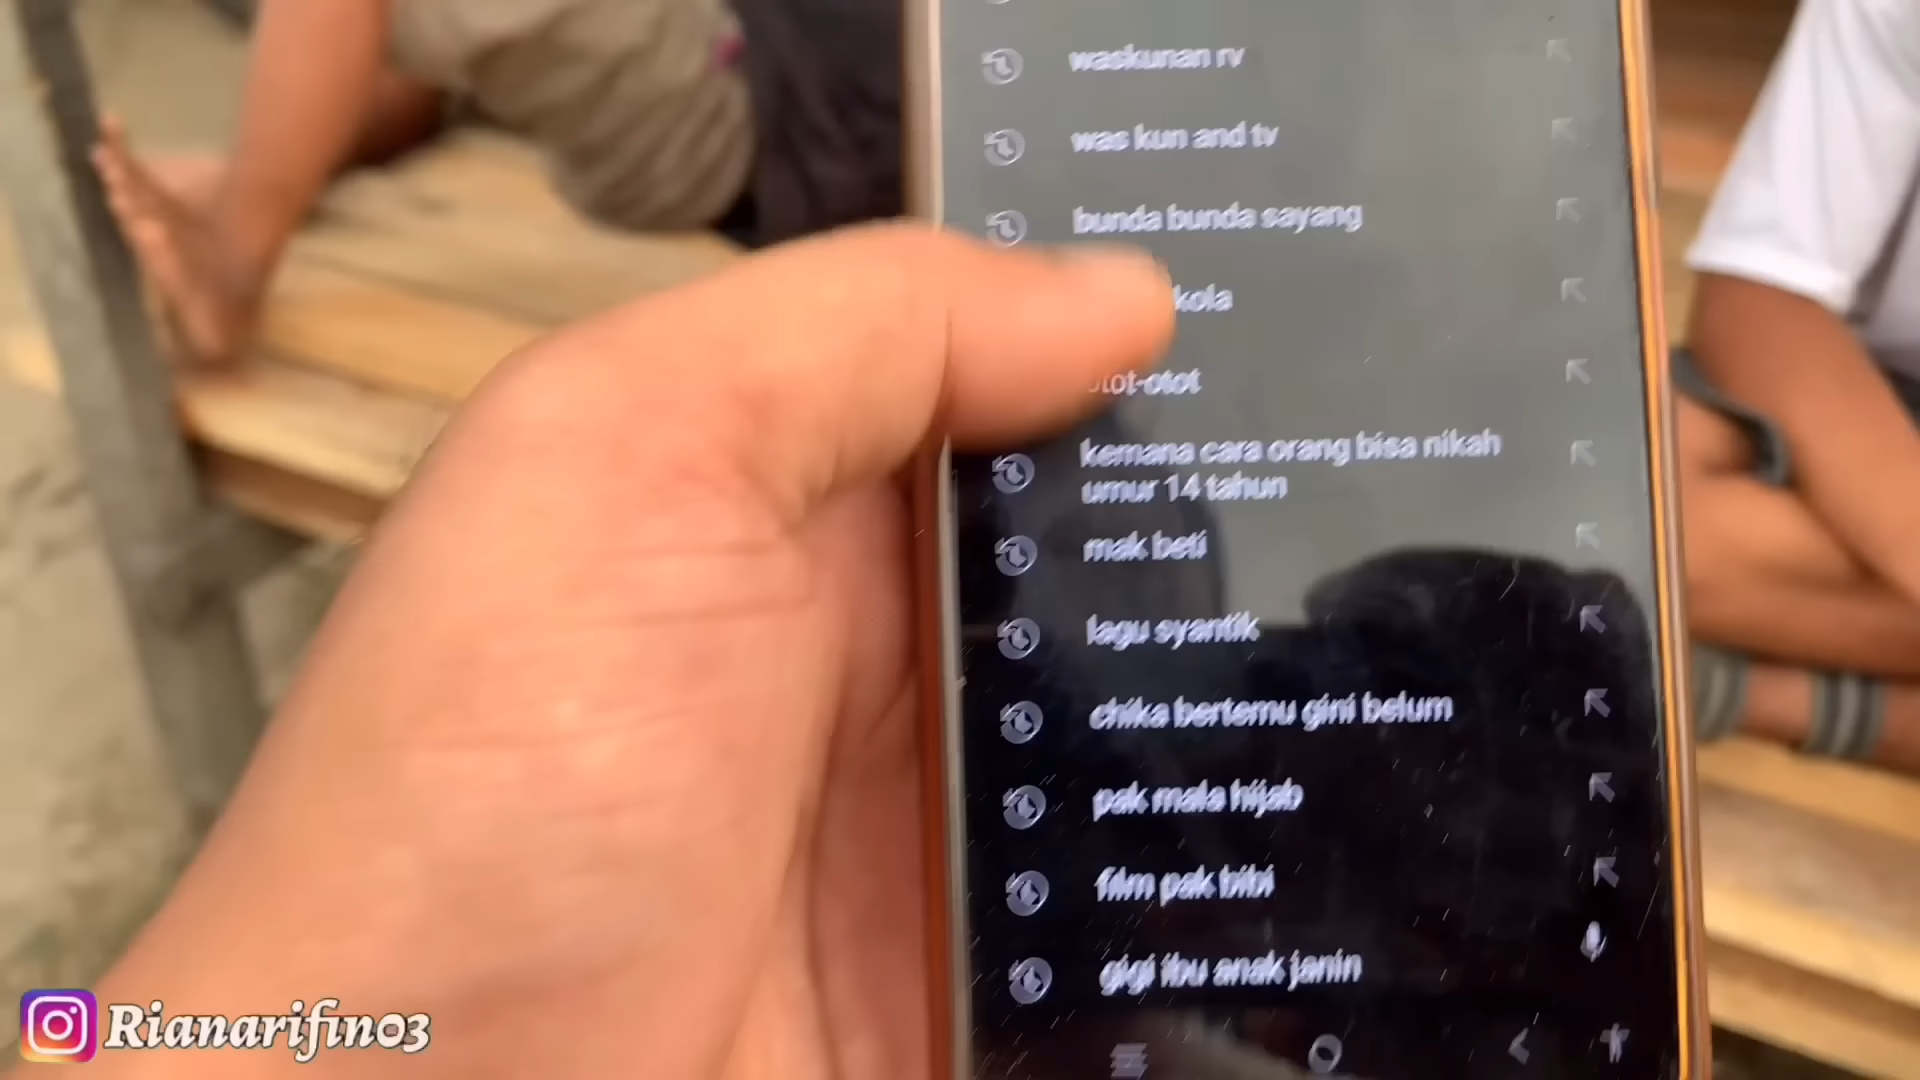 waskunan rv
was kun and tv
bunda bunda sayang
kola
otot-otot
kemana cara orang bisa nikah
umur 14 tahun
mak beti
lagu syantik
chika bertemu gini belum
pak mala hijab
film pak bibi
gigi ibu anak janin
Rianarifin03